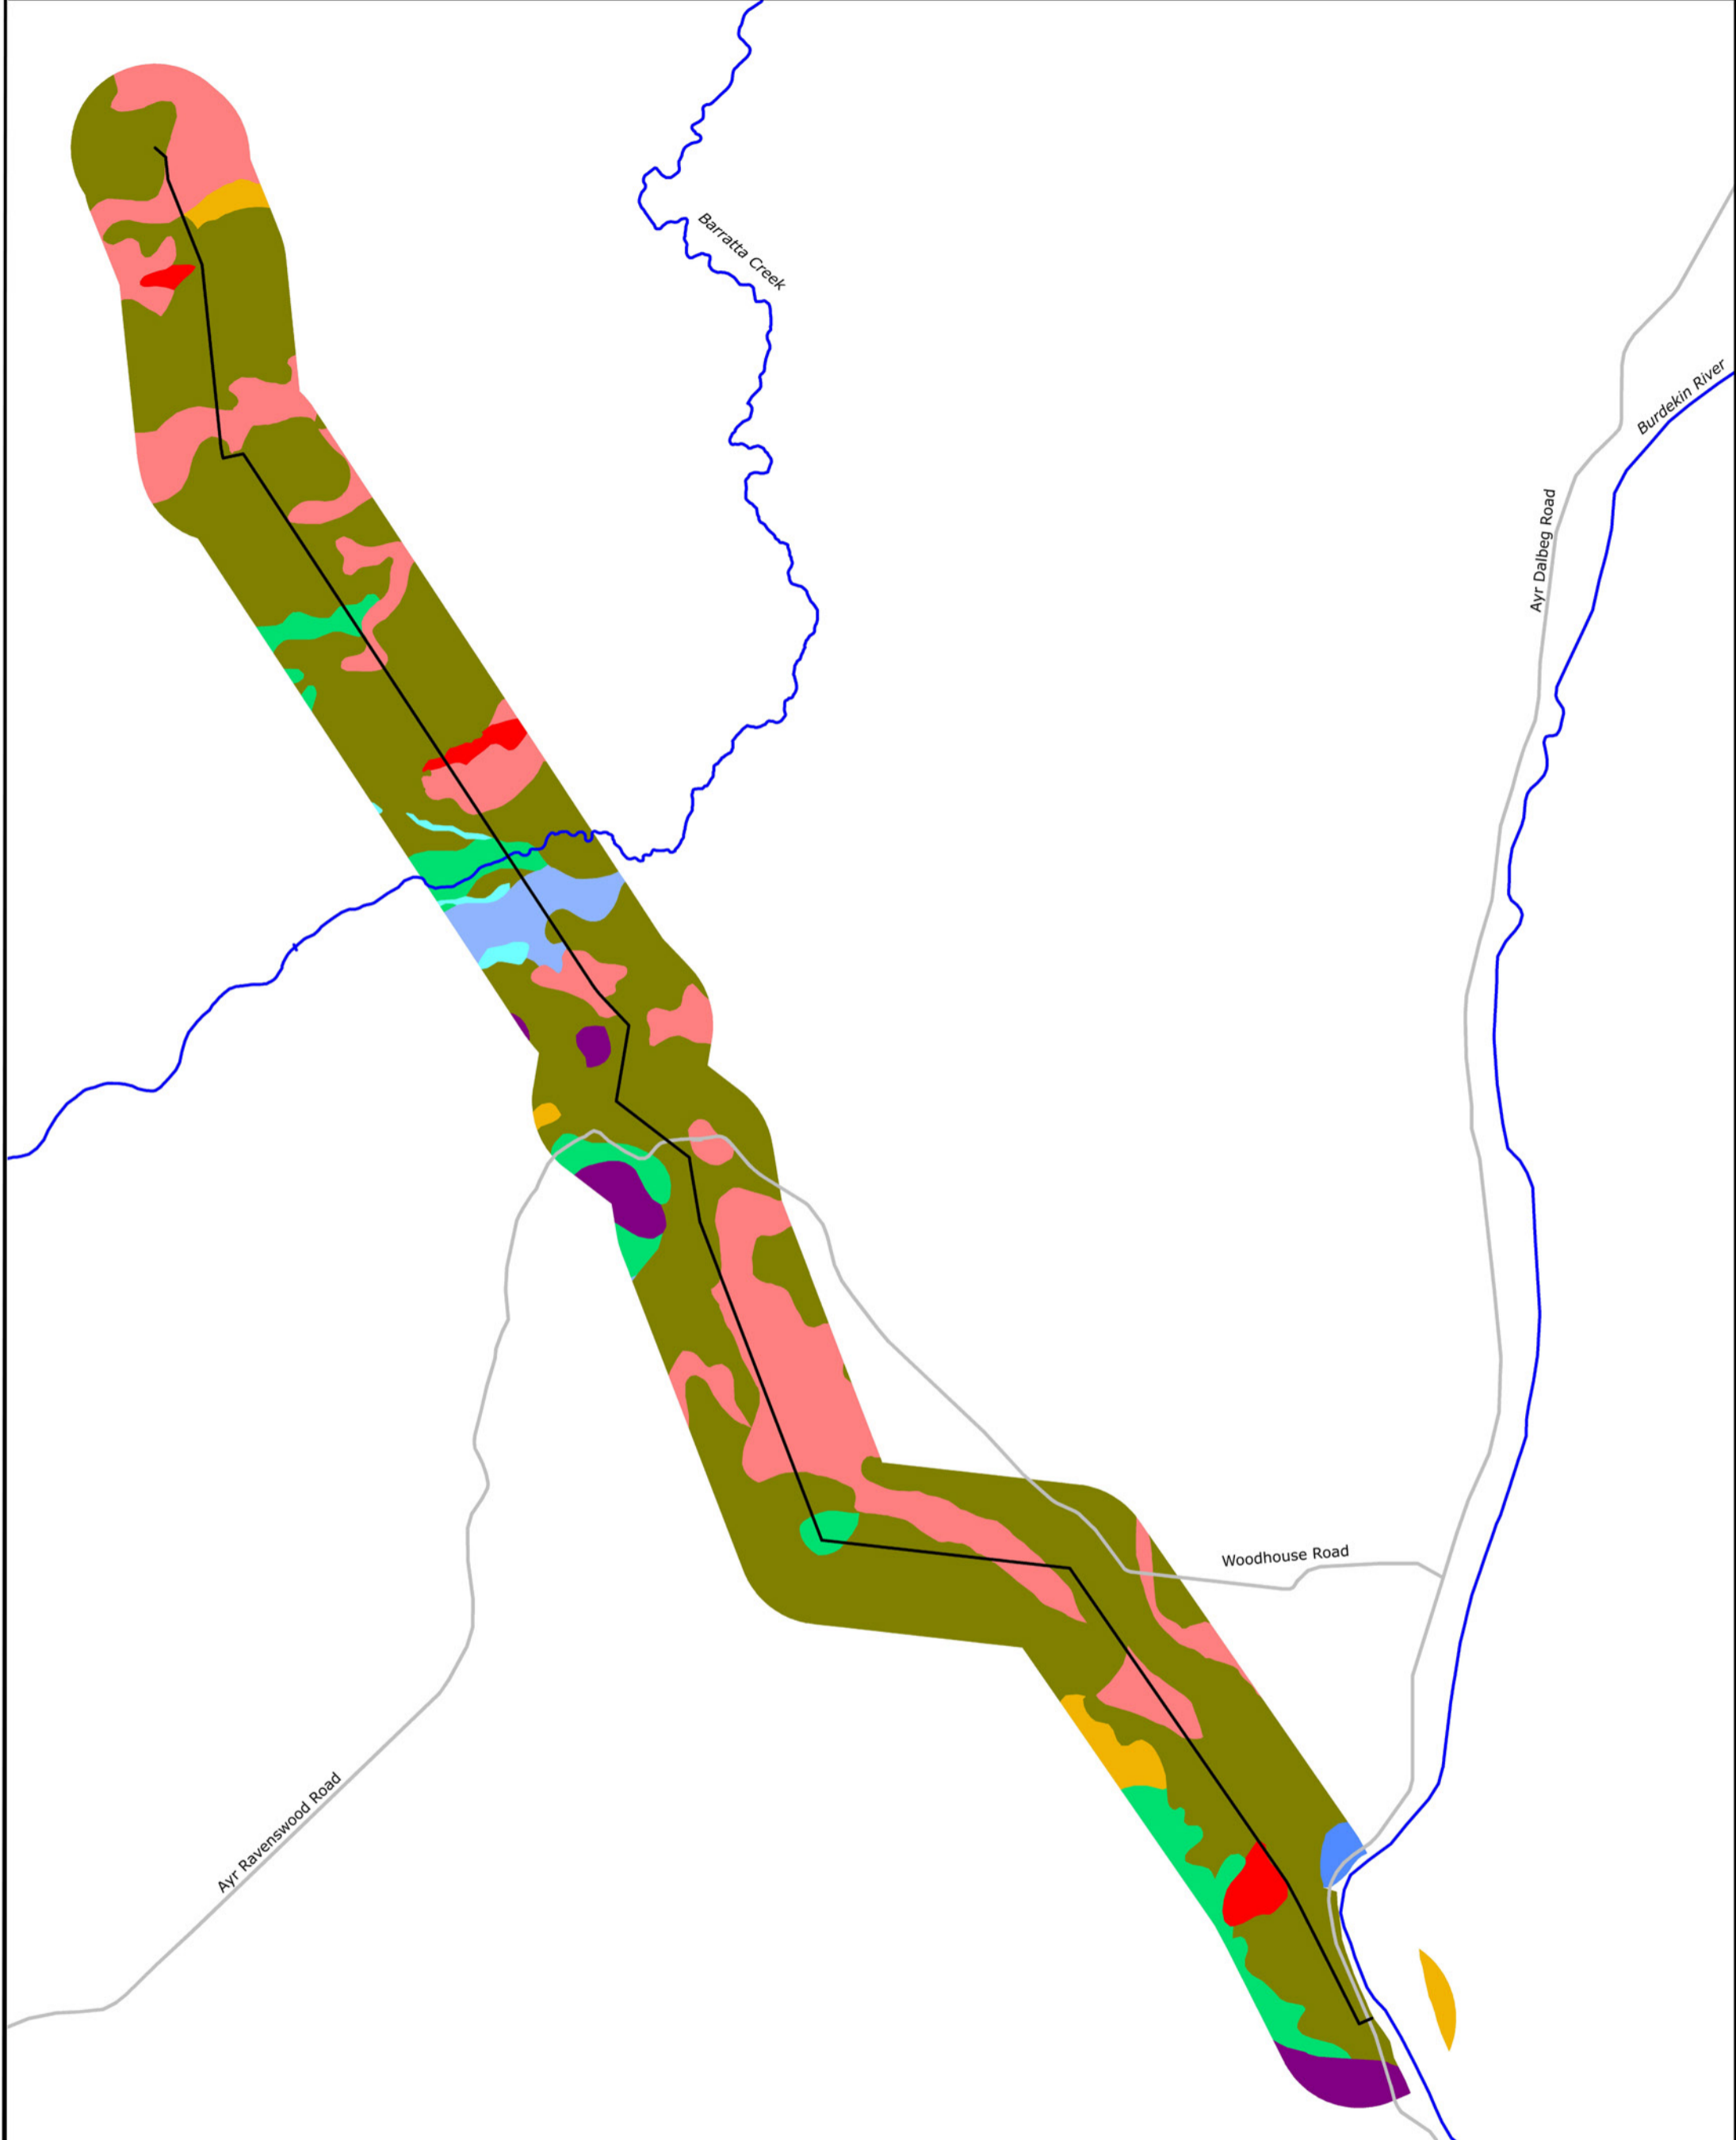 Barratta Creek
Burdekin River
Ayr Dalbeg Road
Woodhouse Road
Ayr Ravenswood Road